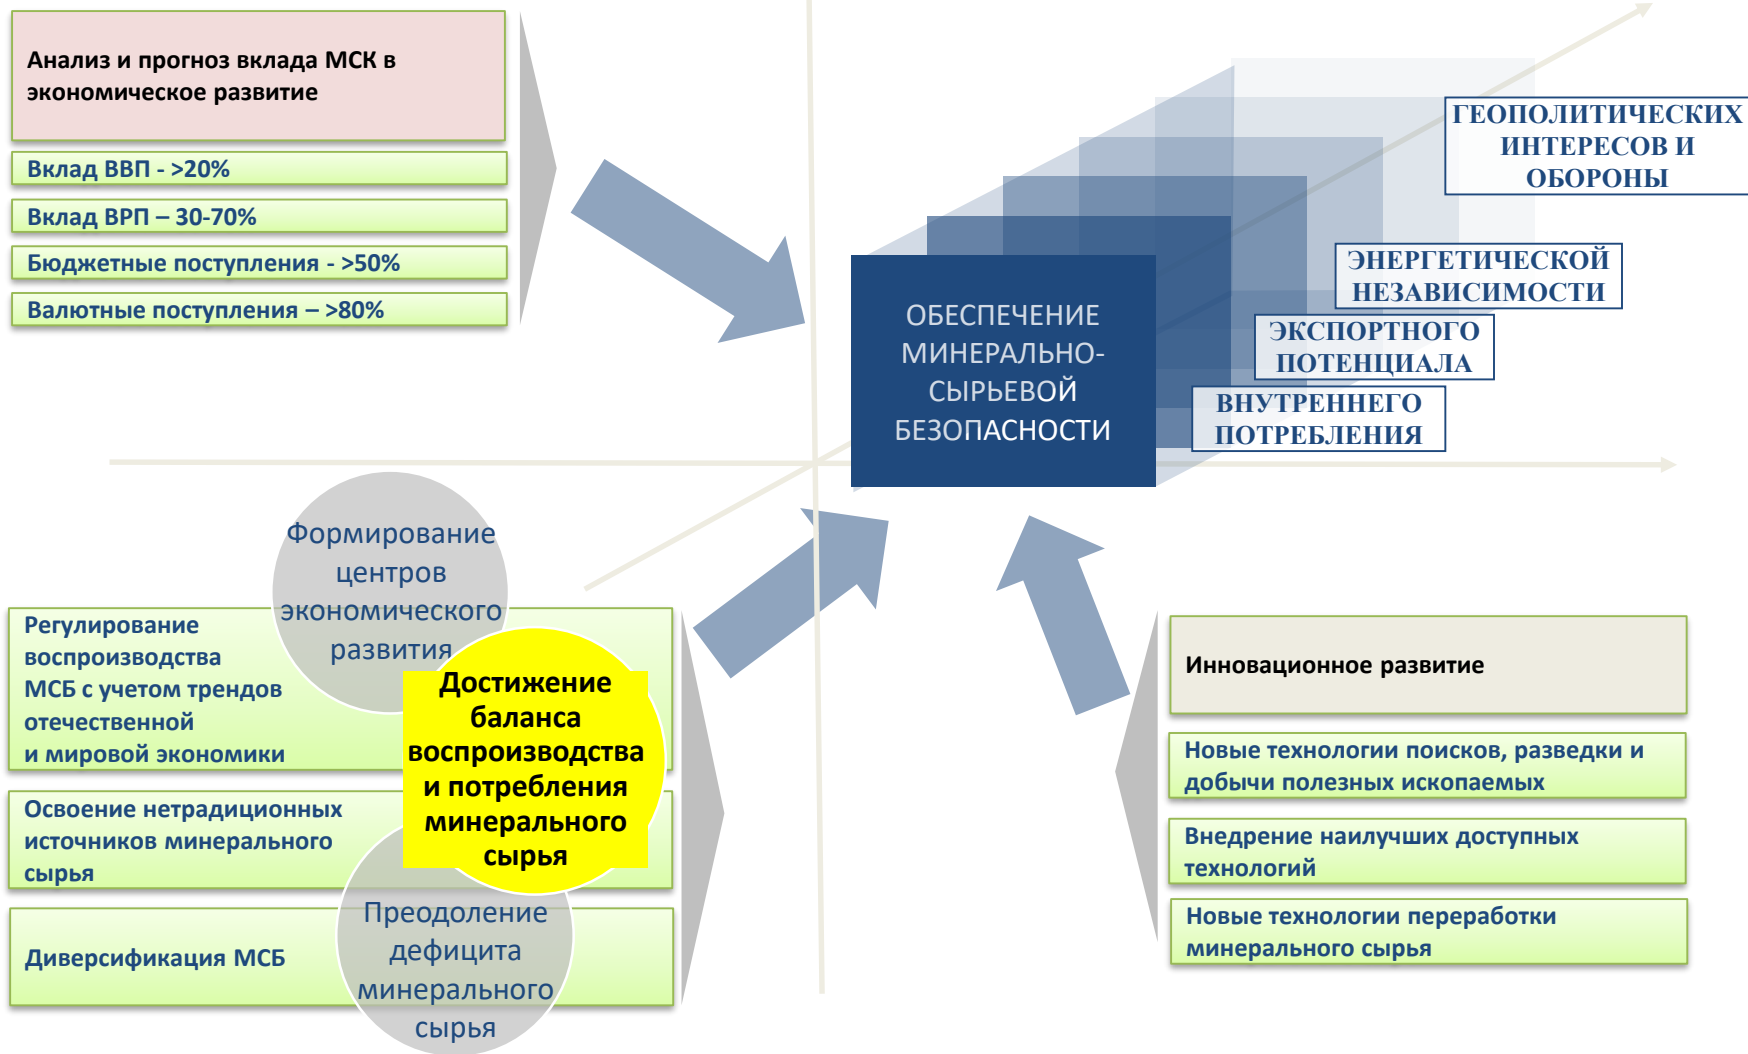 Анализ и прогноз вклада МСК в
экономическое развитие
Вклад ВВП - >20%
Вклад ВРП – 30-70%
Бюджетные поступления - >50%
Валютные поступления – >80%
ОБЕСПЕЧЕНИЕ
МИНЕРАЛЬНО-
СЫРЬЕВОЙ
БЕЗОПАСНОСТИ
ГЕОПОЛИТИЧЕСКИХ
ИНТЕРЕСОВ И
ОБОРОНЫ
ЭНЕРГЕТИЧЕСКОЙ
НЕЗАВИСИМОСТИ
ЭКСПОРТНОГО
ПОТЕНЦИАЛА
ВНУТРЕННЕГО
ПОТРЕБЛЕНИЯ
Формирование
центров
экономического
развития
Регулирование
воспроизводства
МСБ с учетом трендов
отечественной
и мировой экономики
Достижение
баланса
воспроизводства
и потребления
минерального
сырья
Освоение нетрадиционных
источников минерального
сырья
Диверсификация МСБ
Преодоление
дефицита
минерального
сырья
Инновационное развитие
Новые технологии поисков, разведки и
добычи полезных ископаемых
Внедрение наилучших доступных
технологий
Новые технологии переработки
минерального сырья